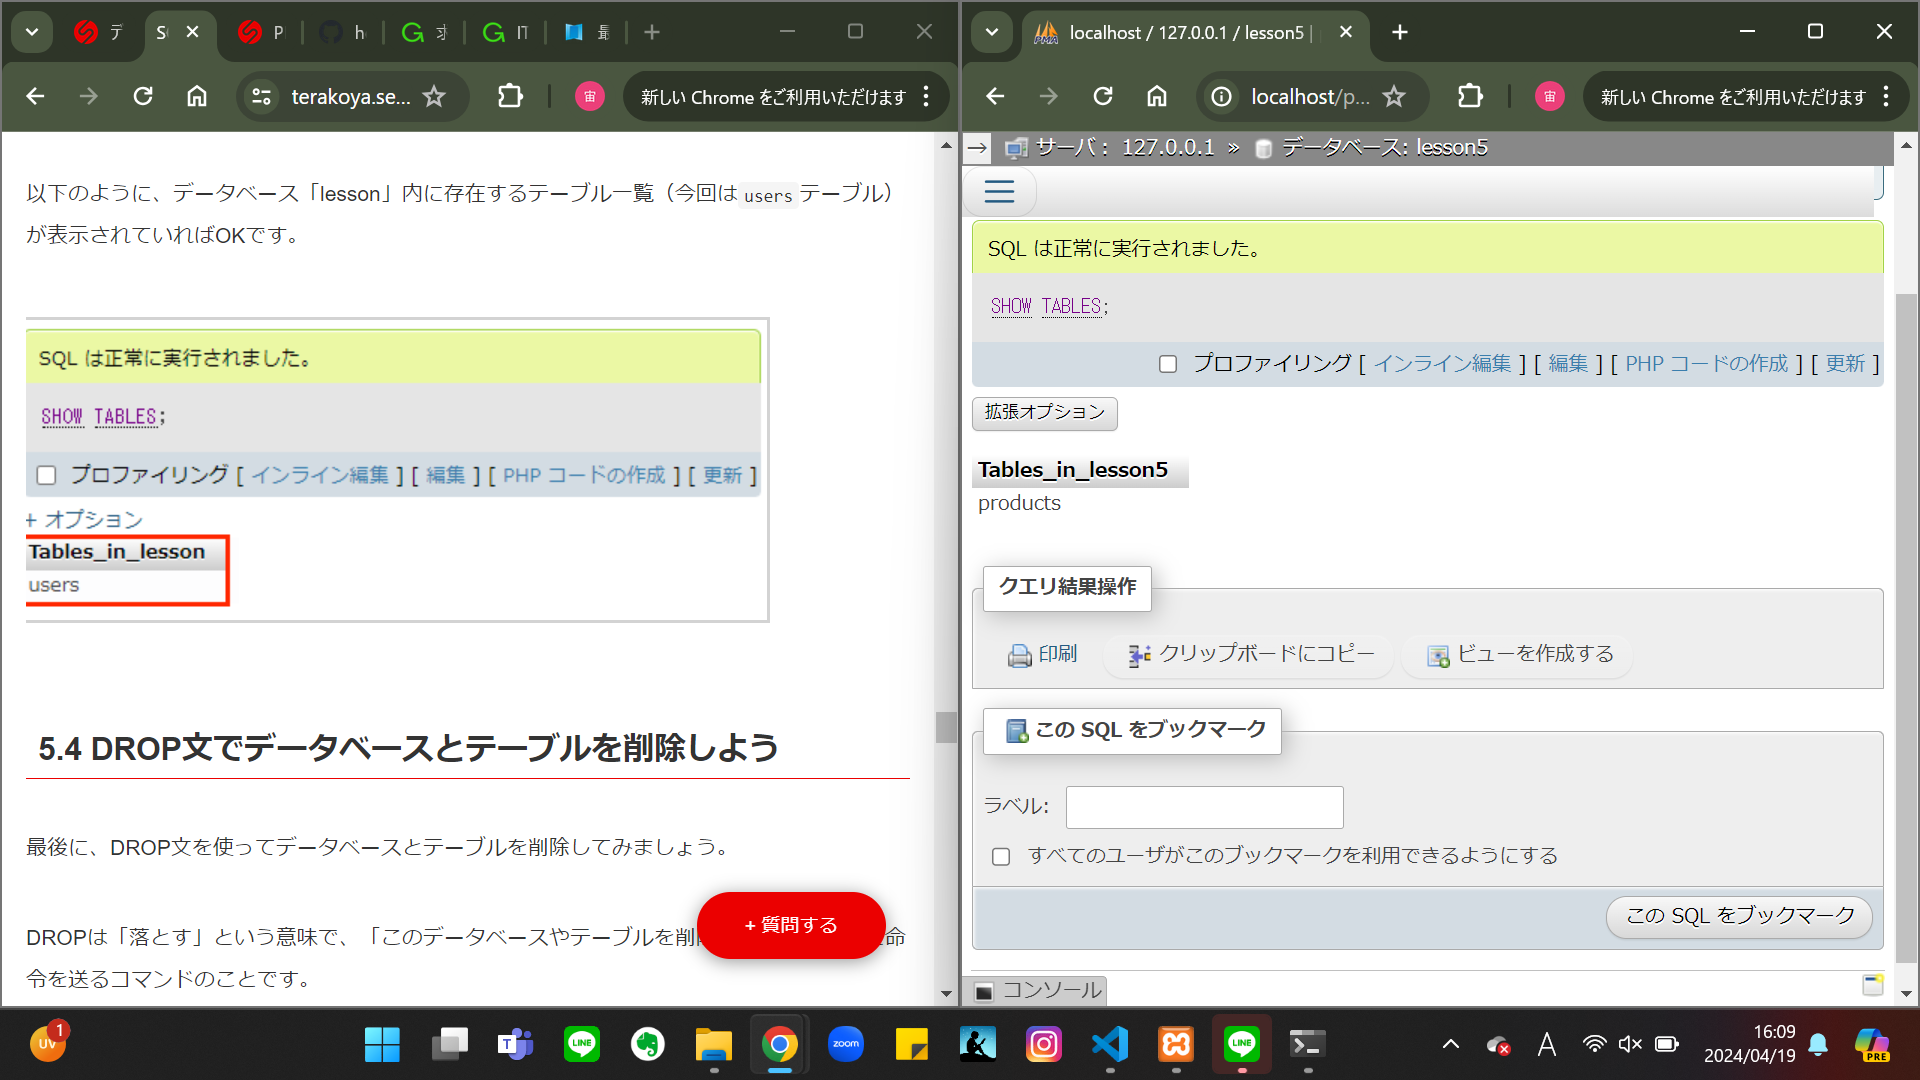 デ
S
P
h
求
IT
最
terakoya.se...
宙
新しい Chrome をご利用いただけます
以下のように、データベース「lesson」内に存在するテーブル一覧（今回はusersテーブル）
が表示されていればOKです。
SQL は正常に実行されました。
SHOW TABLES;
プロファイリング [ インライン編集 ] [ 編集 ] [ PHP コードの作成 ] [ 更新 ]
+ オプション
Tables_in_lesson
users
5.4 DROP文でデータベースとテーブルを削除しよう
最後に、DROP文を使ってデータベースとテーブルを削除してみましょう。
DROPは「落とす」という意味で、「このデータベースやテーブルを削
命
令を送るコマンドのことです。
+ 質問する
PMA
localhost / 127.0.0.1 / lesson5 |
localhost/p...
宙
新しい Chrome をご利用いただけます
サーバ： 127.0.0.1 » データベース: lesson5
SQL は正常に実行されました。
SHOW TABLES;
プロファイリング [ インライン編集 ] [ 編集 ] [ PHP コードの作成 ] [ 更新 ]
拡張オプション
Tables_in_lesson5
products
クエリ結果操作
印刷 クリップボードにコピー ビューを作成する
この SQL をブックマーク
ラベル:
すべてのユーザがこのブックマークを利用できるようにする
この SQL をブックマーク
コンソール
UV 1
LINE
zoom
LINE
A
16:09
2024/04/19
PRE